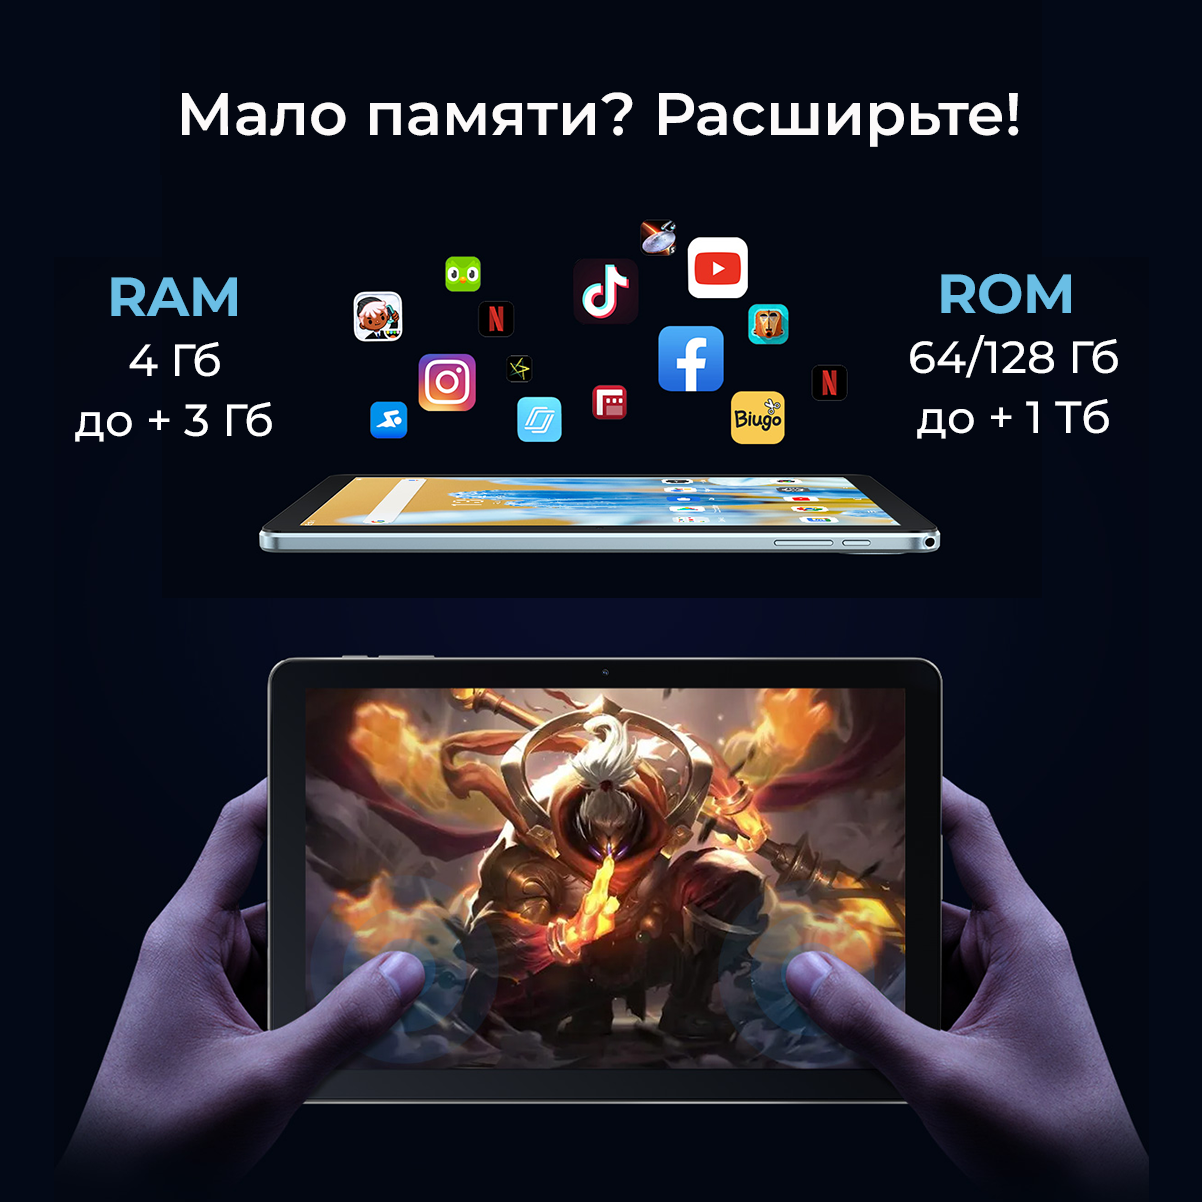 Мало памяти? Расширьте!
RAM
4 Гб
до + 3 Гб
ROM
64/128 Гб
до + 1 Тб
Biugo